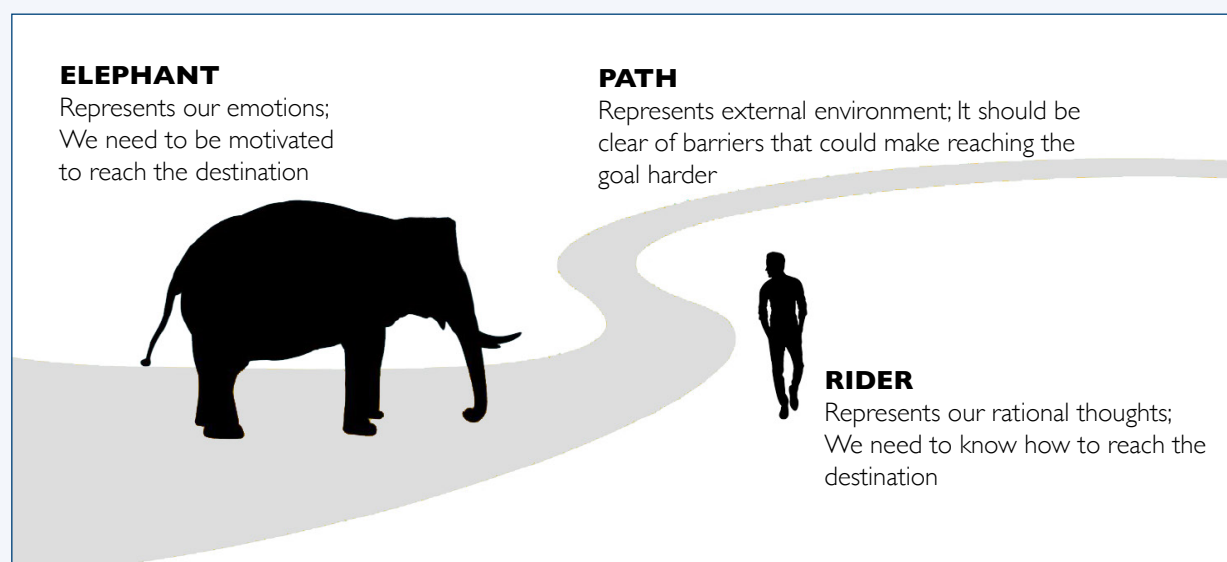 ELEPHANT
Represents our emotions;
We need to be motivated
to reach the destination
PATH
Represents external environment; It should be
clear of barriers that could make reaching the
goal harder
RIDER
Represents our rational thoughts;
We need to know how to reach the
destination